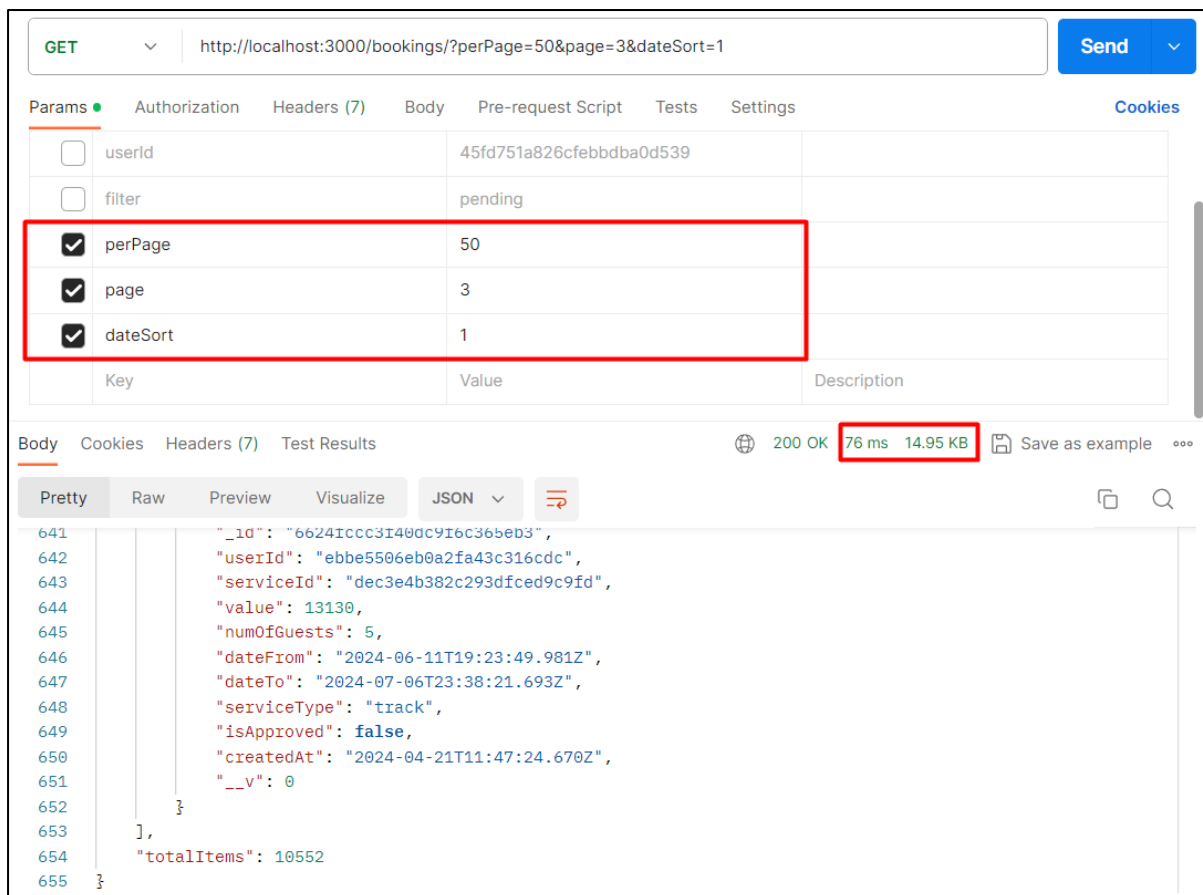 GET http://localhost:3000/bookings/?perPage=50&page=3&dateSort=1 Send
Params Authorization Headers (7) Body Pre-request Script Tests Settings Cookies
userId 45fd751a826cfebbdba0d539
filter pending
perPage 50
page 3
dateSort 1
Key Value Description
Body Cookies Headers (7) Test Results 200 OK 76 ms 14.95 KB Save as example
Pretty Raw Preview Visualize JSON
641 "_id": "6624fccc3f40dc9f6c365eb3",
642 "userId": "ebbe5506eb0a2fa43c316cdc",
643 "serviceId": "dec3e4b382c293dfced9c9fd",
644 "value": 13130,
645 "numOfGuests": 5,
646 "dateFrom": "2024-06-11T19:23:49.981Z",
647 "dateTo": "2024-07-06T23:38:21.693Z",
648 "serviceType": "track",
649 "isApproved": false,
650 "createdAt": "2024-04-21T11:47:24.670Z",
651 "__v": 0
652 }
653 ],
654 "totalItems": 10552
655 }